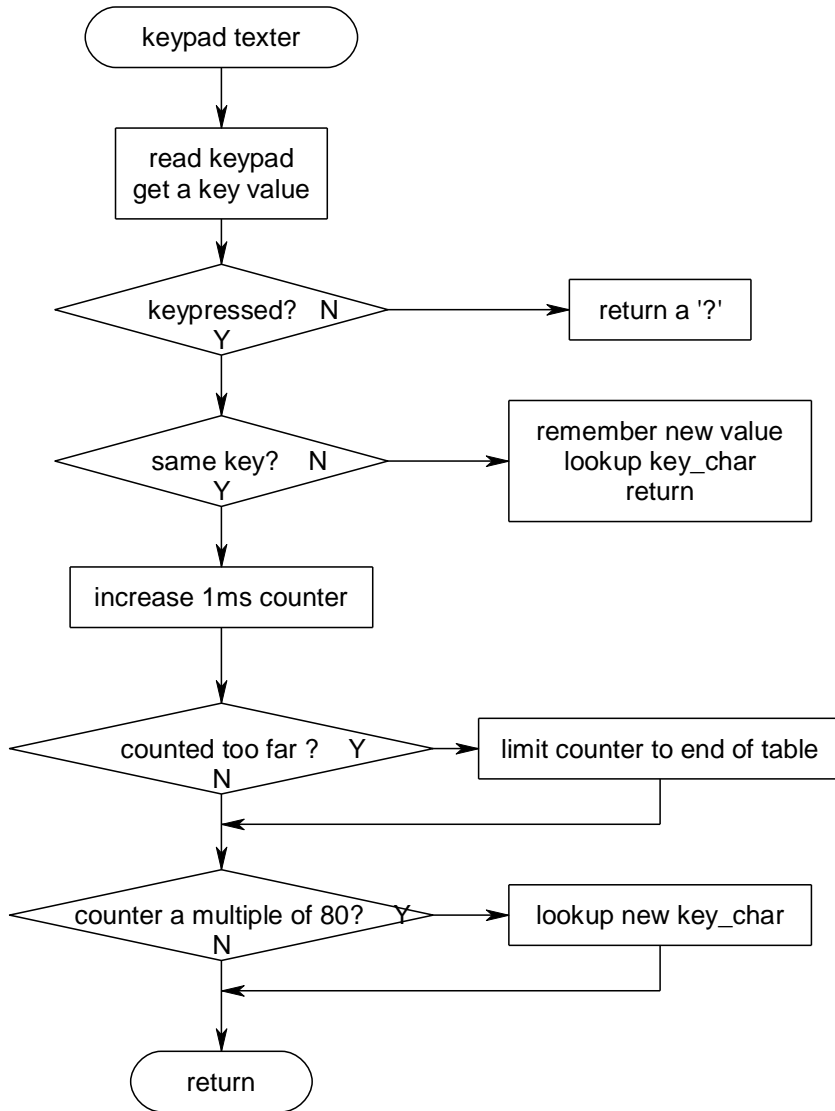 keypad texter
read keypad
get a key value
keypressed? N
Y
return a '?'
same key? N
Y
remember new value
lookup key_char
return
increase 1ms counter
counted too far ? Y
N
limit counter to end of table
counter a multiple of 80? Y
N
lookup new key_char
return